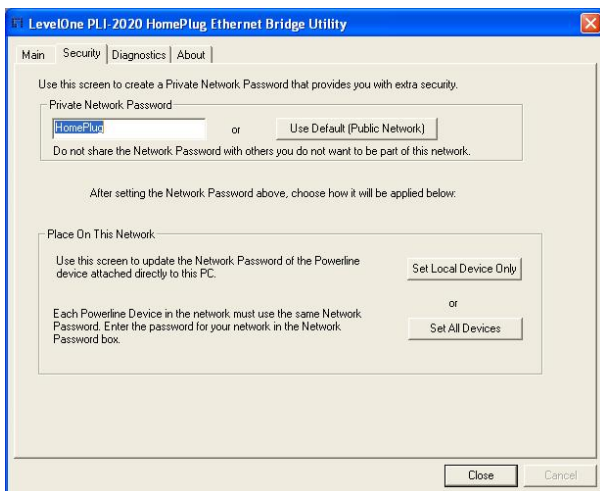 LevelOne PLI-2020 HomePlug Ethernet Bridge Utility
Main Security Diagnostics About
Use this screen to create a Private Network Password that provides you with extra security.
Private Network Password
HomePlug or Use Default (Public Network)
Do not share the Network Password with others you do not want to be part of this network.
After setting the Network Password above, choose how it will be applied below:
Place On This Network
Use this screen to update the Network Password of the Powerline
device attached directly to this PC.
Set Local Device Only
or
Each Powerline Device in the network must use the same Network
Password. Enter the password for your network in the Network
Password box.
Set All Devices
Close Cancel